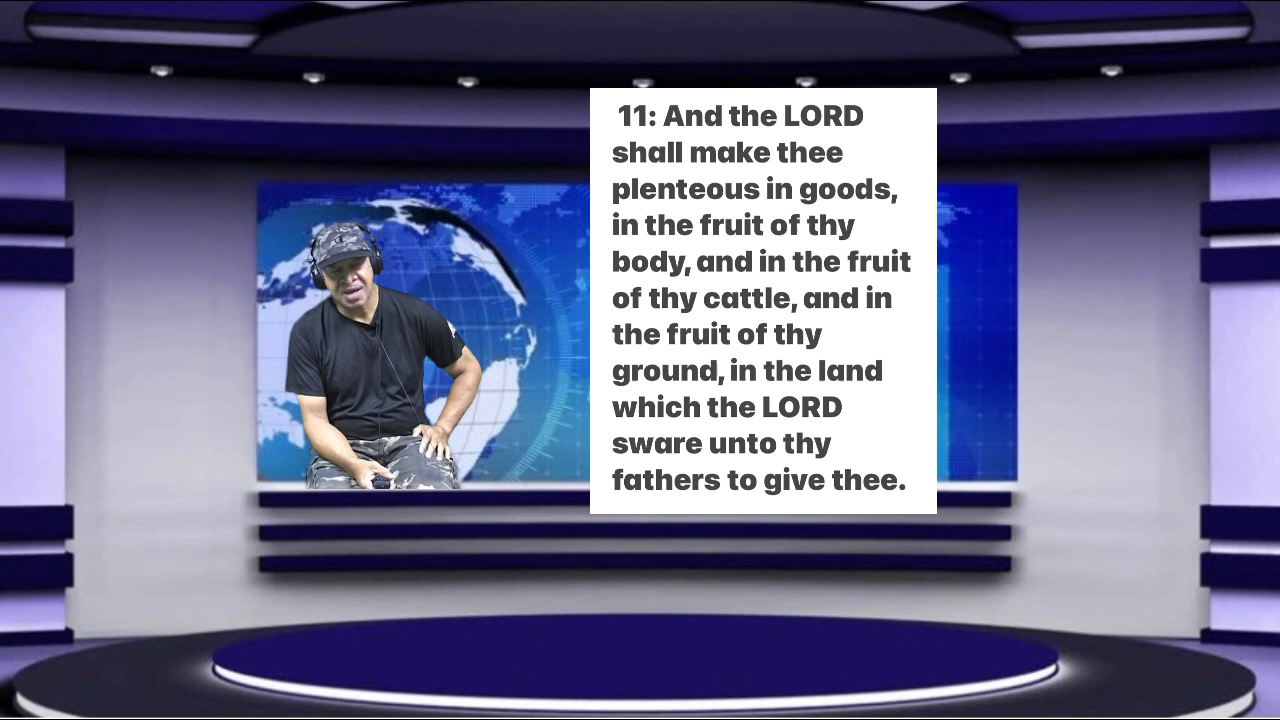 11: And the LORD
shall make thee
plenteous in goods,
in the fruit of thy
body, and in the fruit
of thy cattle, and in
the fruit of thy
ground, in the land
which the LORD
sware unto thy
fathers to give thee.